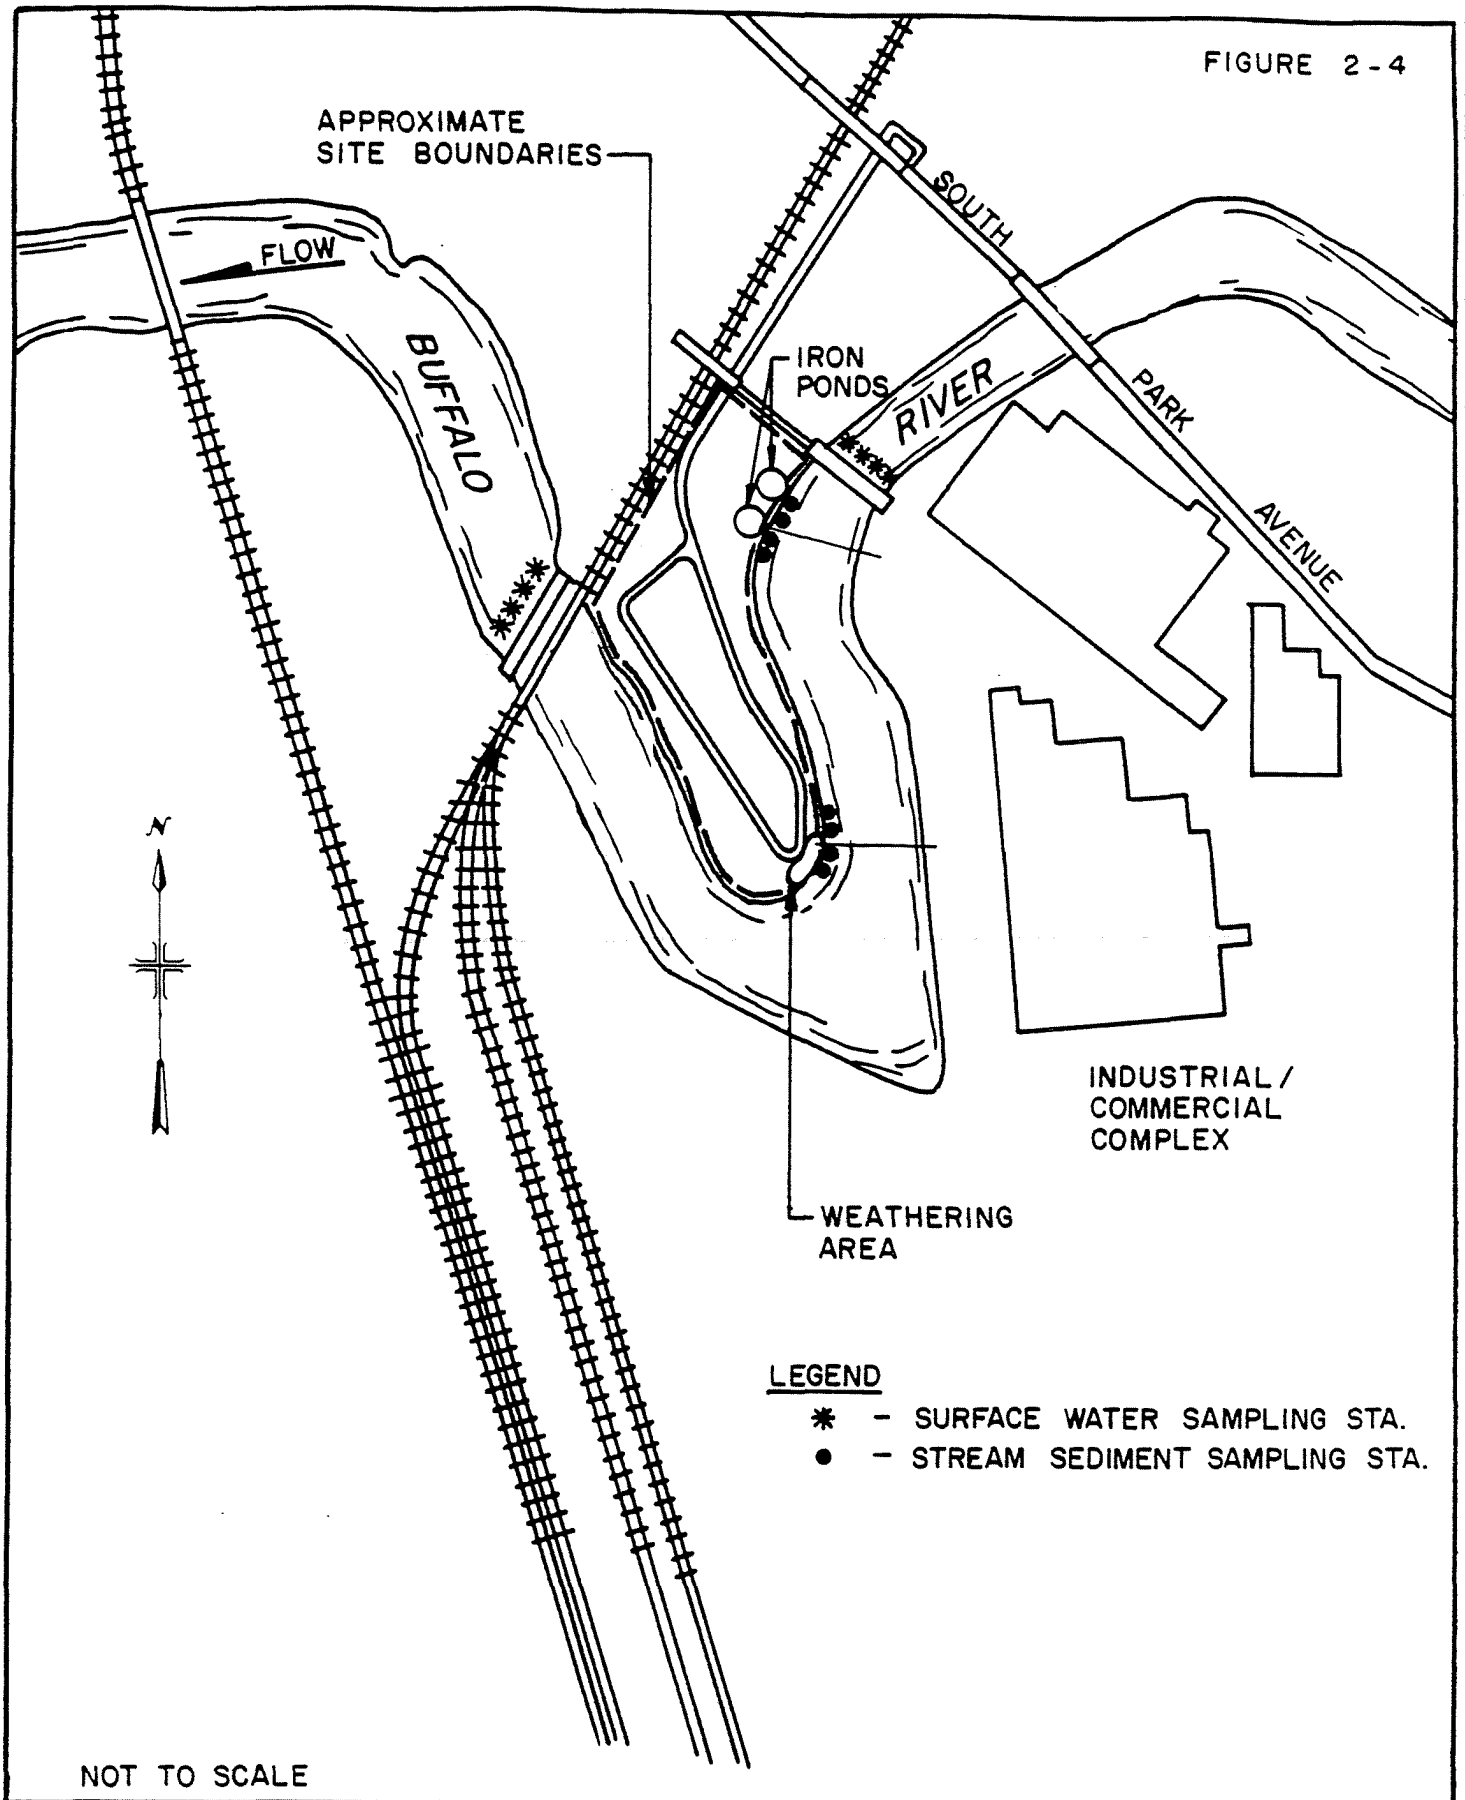 FIGURE 2-4
APPROXIMATE
SITE BOUNDARIES
SOUTH
PARK
AVENUE
FLOW
BUFFALO
RIVER
IRON
PONDS
N
INDUSTRIAL/
COMMERCIAL
COMPLEX
WEATHERING
AREA
LEGEND
* - SURFACE WATER SAMPLING STA.
● - STREAM SEDIMENT SAMPLING STA.
NOT TO SCALE